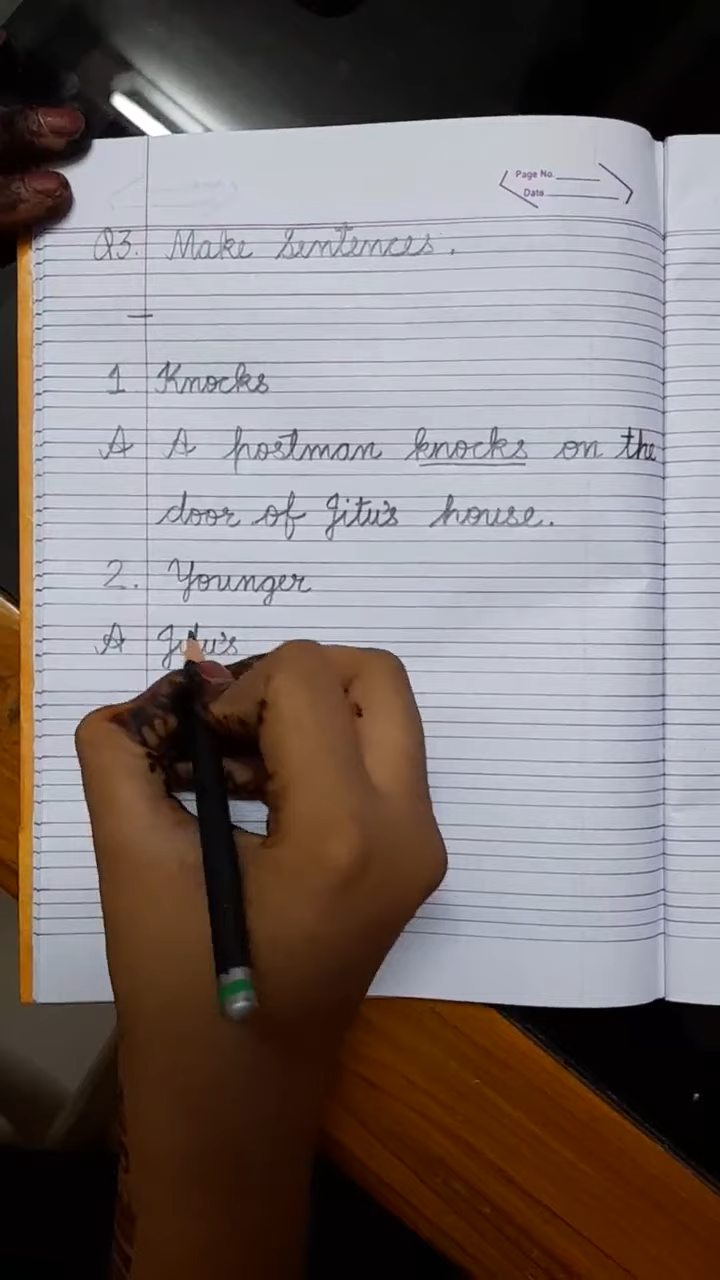 Page No.
Date
Q3. Make Sentences.
1 Knocks
A A postman knocks on the
door of Jitu's house.
2. Younger
A Jitu's